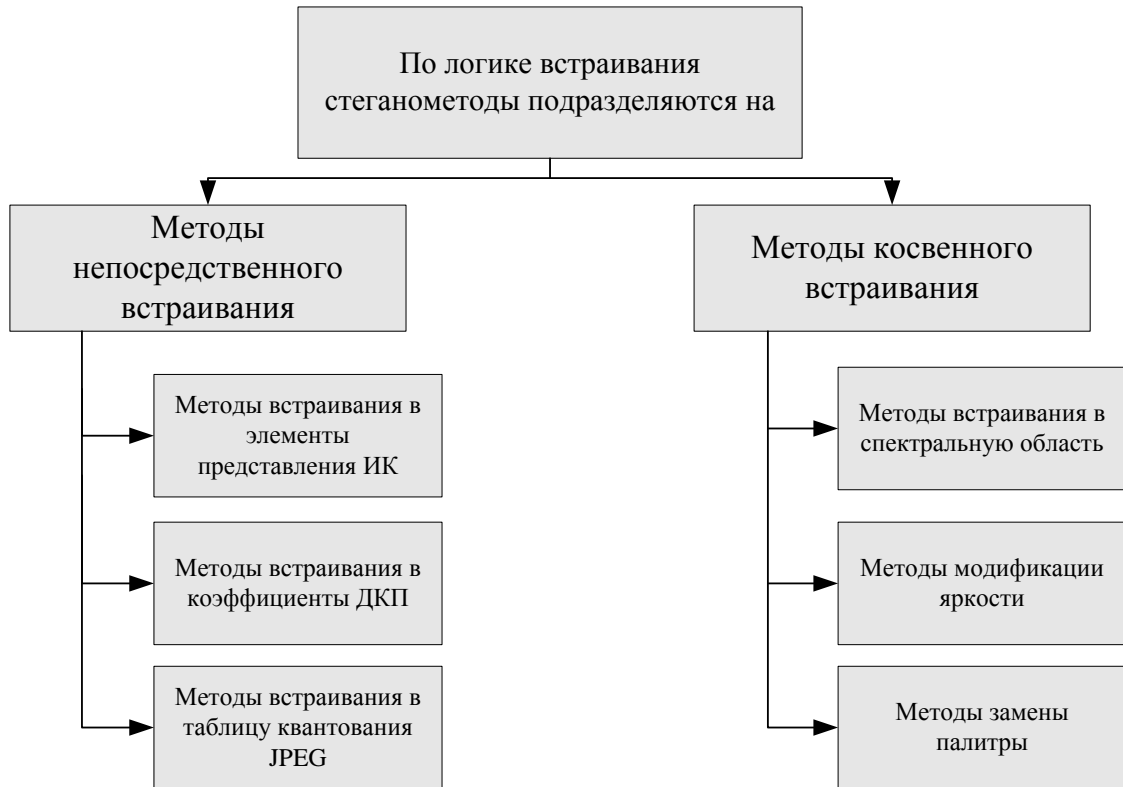 По логике встраивания
стеганометоды подразделяются на
Методы
непосредственного
встраивания
Методы косвенного
встраивания
Методы встраивания в
элементы
представления ИК
Методы встраивания в
спектральную область
Методы встраивания в
коэффициенты ДКП
Методы модификации
яркости
Методы встраивания в
таблицу квантования
JPEG
Методы замены
палитры